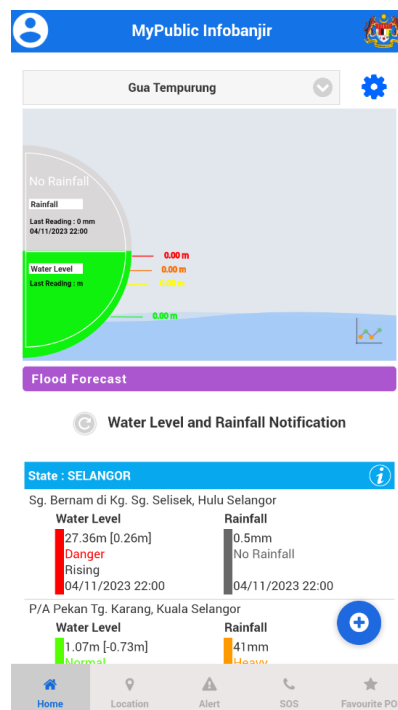 MyPublic Infobanjir
Gua Tempurung
No Rainfall
Rainfall
Last Reading : 0 mm
04/11/2023 22:00
0.00 m
Water Level
0.00 m
Last Reading : m
0.00 m
0.00 m
Flood Forecast
Water Level and Rainfall Notification
State : SELANGOR
Sg. Bernam di Kg. Sg. Selisek, Hulu Selangor
Water Level Rainfall
27.36m [0.26m] 0.5mm
Danger No Rainfall
Rising
04/11/2023 22:00 04/11/2023 22:00
P/A Pekan Tg. Karang, Kuala Selangor
Water Level Rainfall
1.07m [-0.73m] 41mm
Normal Heavy
Home Location Alert SOS Favourite PO